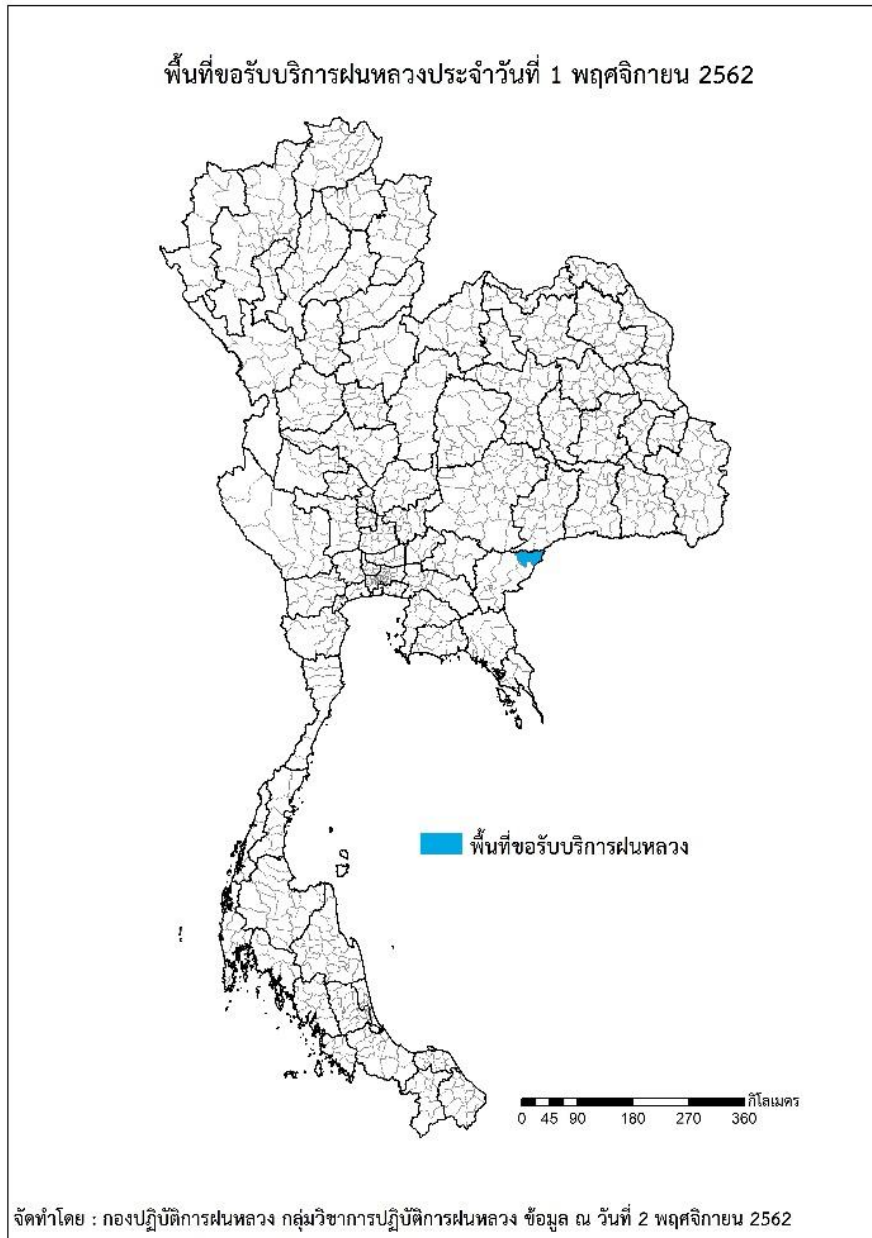 พื้นที่ขอรับบริการฝนหลวงประจำวันที่ 1 พฤศจิกายน 2562
พื้นที่ขอรับบริการฝนหลวง
กิโลเมตร
0 45 90 180 270 360
จัดทำโดย : กองปฏิบัติการฝนหลวง กลุ่มวิชาการปฏิบัติการฝนหลวง ข้อมูล ณ วันที่ 2 พฤศจิกายน 2562